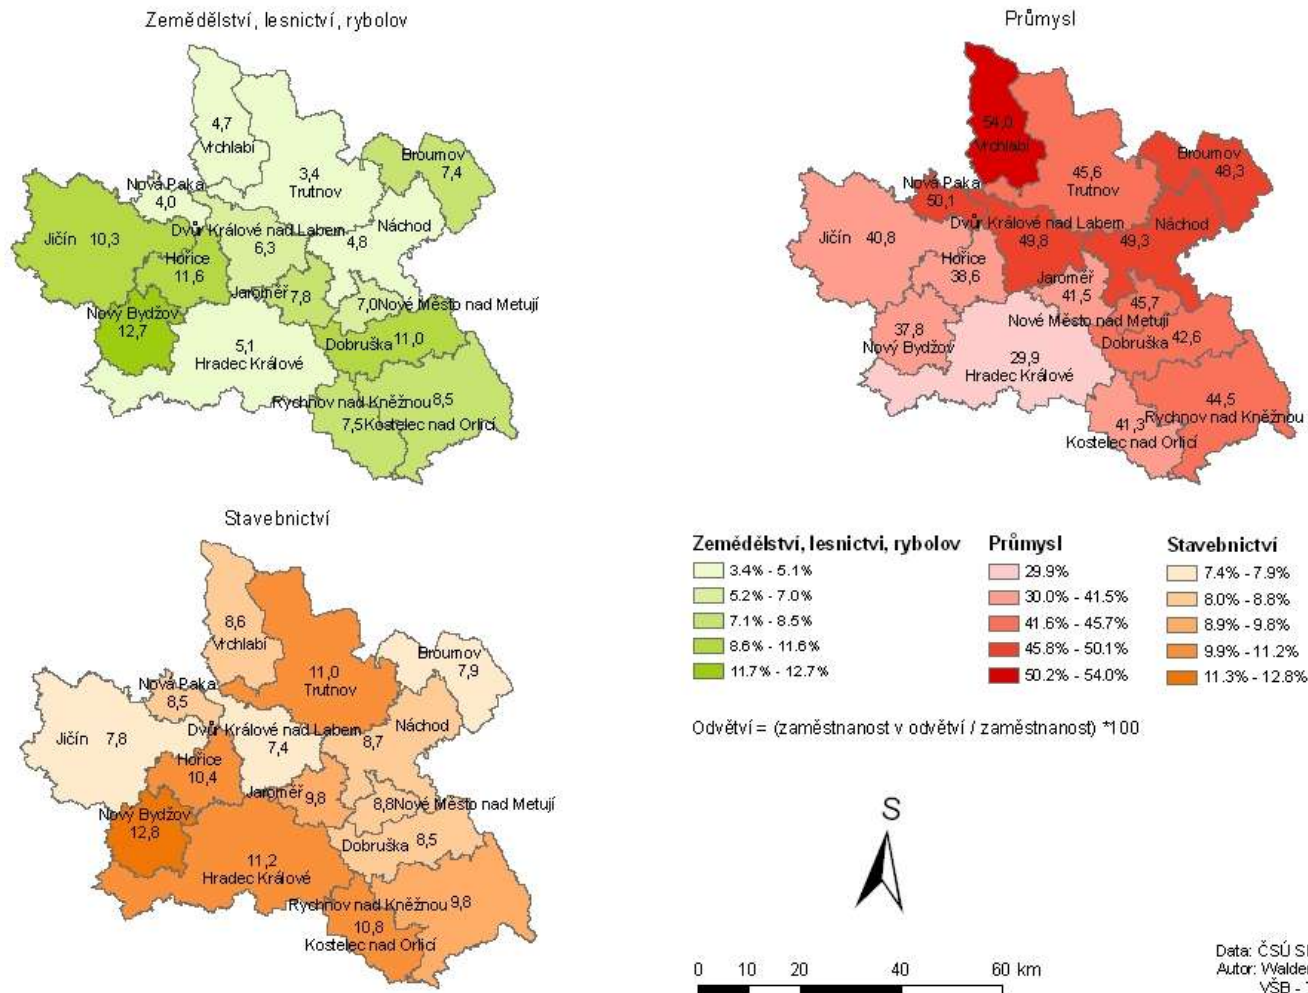 Zemědělství, lesnictví, rybolov
4,7
Vrchlabí
3,4
Trutnov
Broumov
7,4
Nová Paka
4,0
Náchod
4,8
Dvůr Králové nad Labem
6,3
Jičín 10,3
Hořice
11,6
Jaroměř 7,8
7,0 Nové Město nad Metují
Nový Bydžov
12,7
Dobruška 11,0
5,1
Hradec Králové
Rychnov nad Kněžnou 8,5
7,5 Kostelec nad Orlicí
Průmysl
54,0
Vrchlabí
45,6
Trutnov
Broumov
48,3
Nová Paka
50,1
Náchod
49,3
Dvůr Králové nad Labem
49,8
Jičín 40,8
Hořice
38,6
Jaroměř
41,5
45,7
Nové Město nad Metují
37,8
Nový Bydžov
Dobruška 42,6
29,9
Hradec Králové
44,5
Rychnov nad Kněžnou
41,3
Kostelec nad Orlicí
Stavebnictví
8,6
Vrchlabí
11,0
Trutnov
Broumov
7,9
Nová Paka
8,5
Náchod
8,7
Dvůr Králové nad Labem
7,4
Jičín 7,8
Hořice
10,4
Jaroměř 9,8
8,8 Nové Město nad Metují
Nový Bydžov
12,8
Dobruška 8,5
11,2
Hradec Králové
Rychnov nad Kněžnou 9,8
10,8
Kostelec nad Orlicí
Zemědělství, lesnictvi, rybolov
3.4% - 5.1%
5.2% - 7.0%
7.1% - 8.5%
8.6% - 11.6%
11.7% - 12.7%
Průmysl
29.9%
30.0% - 41.5%
41.6% - 45.7%
45.8% - 50.1%
50.2% - 54.0%
Stavebnictví
7.4% - 7.9%
8.0% - 8.8%
8.9% - 9.8%
9.9% - 11.2%
11.3% - 12.8%
Odvětví = (zaměstnanost v odvětví / zaměstnanost) *100
S
0 10 20 40 60 km
Data: ČSÚ
Autor:
VŠB -